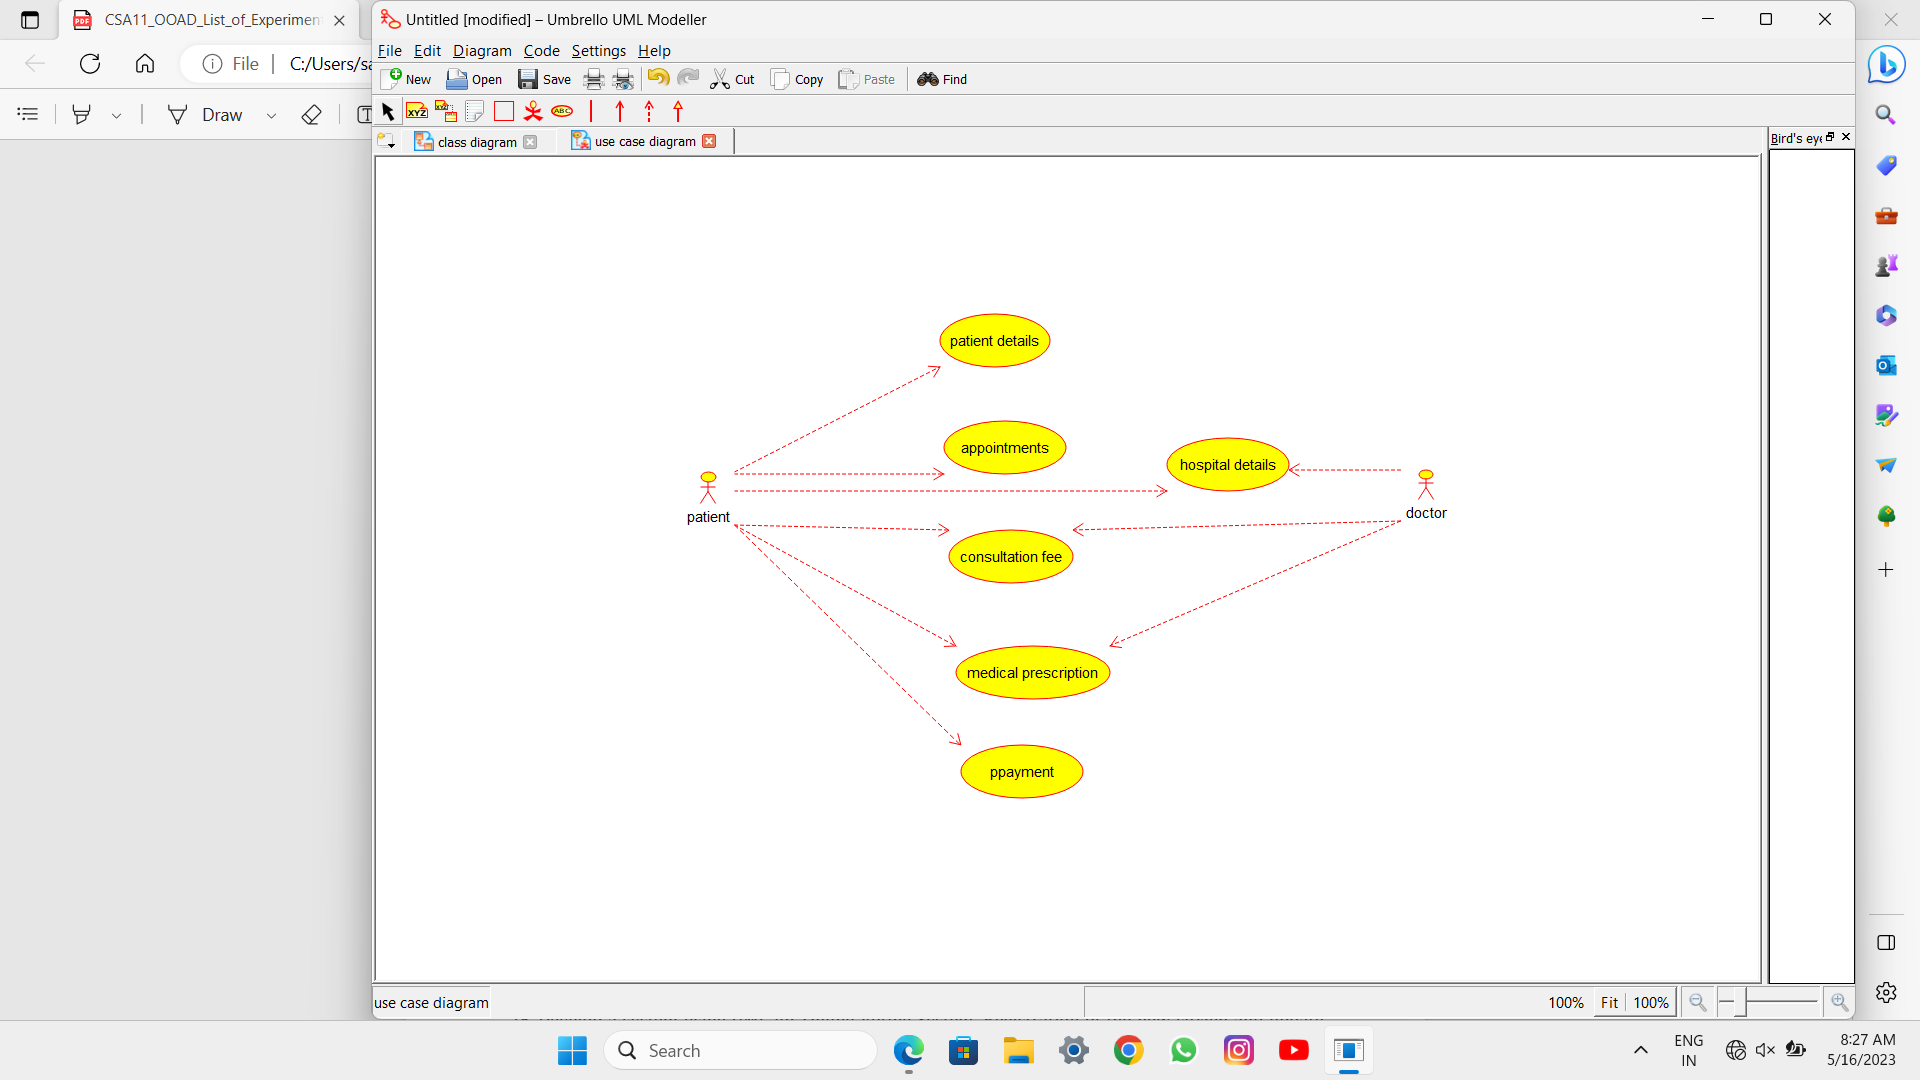 CSA11_OOAD_List_of_Experimen
Untitled [modified] – Umbrello UML Modeller
File Edit Diagram Code Settings Help
File C:/Users/sa
New Open Save Cut Copy Paste Find
Draw
XYZ XYZ ABC
class diagram use case diagram Bird's eye
patient details
appointments
hospital details
patient doctor
consultation fee
medical prescription
ppayment
use case diagram 100% Fit 100%
Search
ENG
IN
8:27 AM
5/16/2023